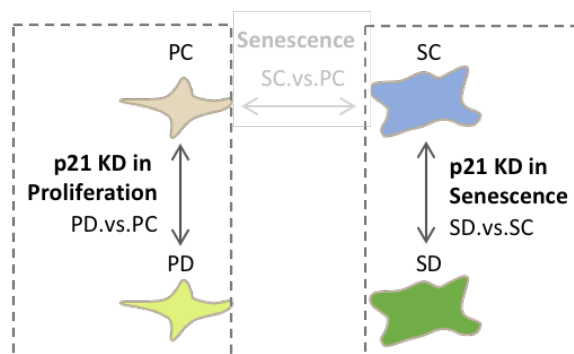 PC
Senescence
SC.vs.PC
SC
p21 KD in
Proliferation
PD.vs.PC
p21 KD in
Senescence
SD.vs.SC
PD
SD